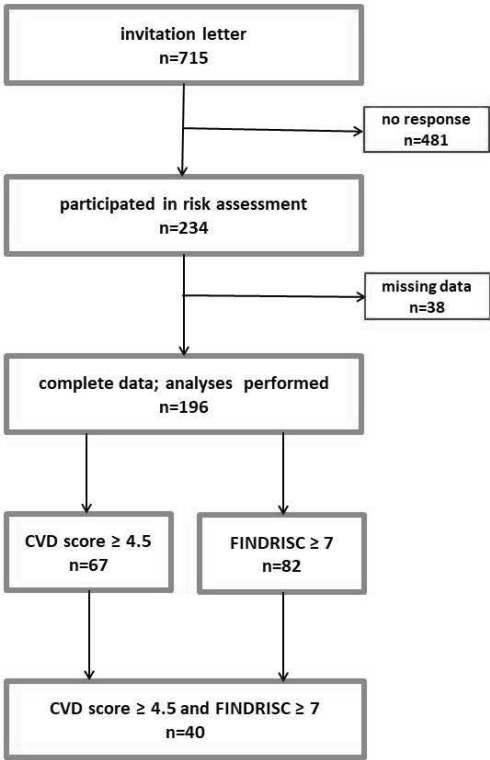 invitation letter
n=715
no response
n=481
participated in risk assessment
n=234
missing data
n=38
complete data; analyses performed
n=196
CVD score ≥ 4.5
n=67
FINDRISC ≥ 7
n=82
CVD score ≥ 4.5 and FINDRISC ≥ 7
n=40